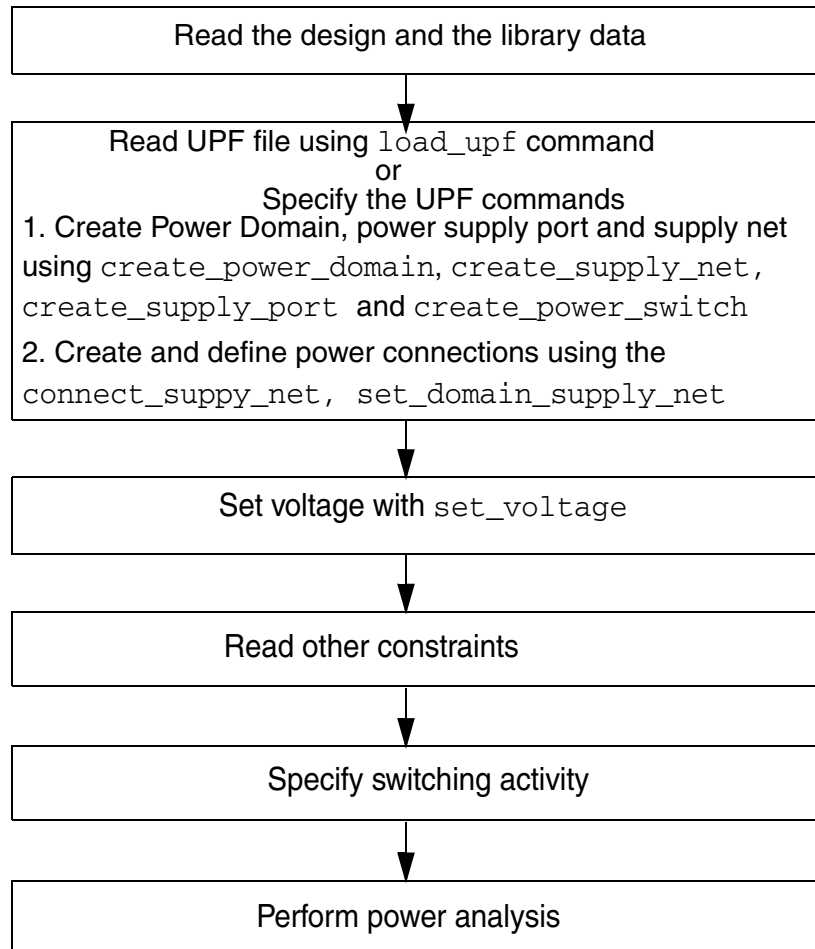 Read the design and the library data
Read UPF file using load_upf command
or
Specify the UPF commands
1. Create Power Domain, power supply port and supply net
using create_power_domain, create_supply_net,
create_supply_port and create_power_switch
2. Create and define power connections using the
connect_suppy_net, set_domain_supply_net
Set voltage with set_voltage
Read other constraints
Specify switching activity
Perform power analysis